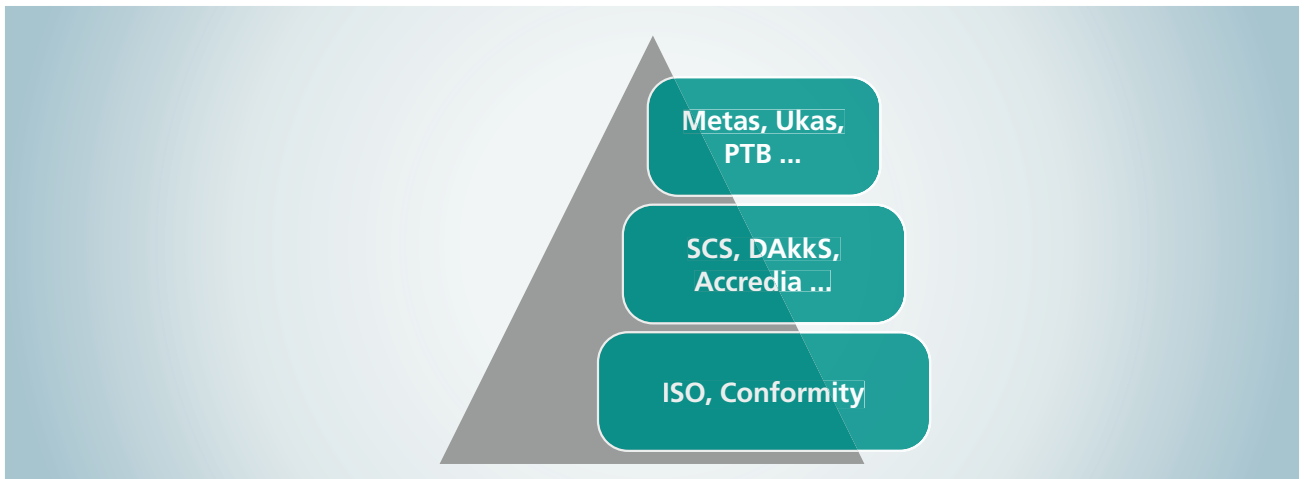 Metas, Ukas,
PTB ...
SCS, DAkkS,
Accredia ...
ISO, Conformity